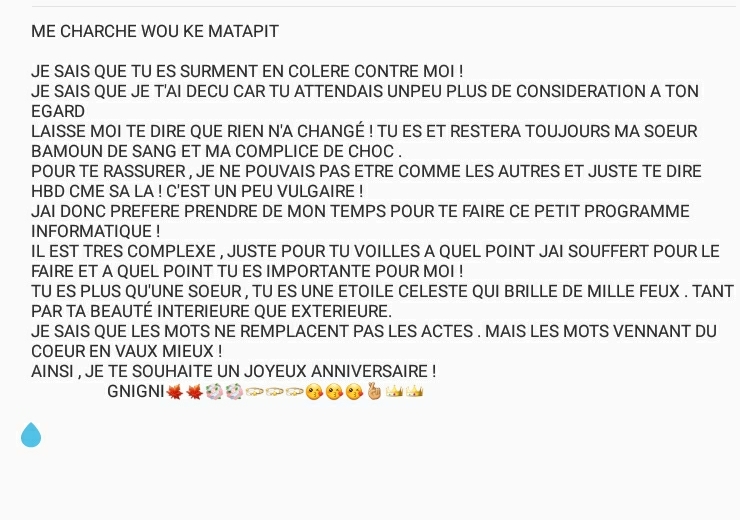 ME CHARCHE WOU KE MATAPIT
JE SAIS QUE TU ES SURMENT EN COLERE CONTRE MOI !
JE SAIS QUE JE T'AI DECU CAR TU ATTENDAIS UNPEU PLUS DE CONSIDERATION A TON
EGARD
LAISSE MOI TE DIRE QUE RIEN N'A CHANGÉ ! TU ES ET RESTERA TOUJOURS MA SOEUR
BAMOUN DE SANG ET MA COMPLICE DE CHOC .
POUR TE RASSURER , JE NE POUVAIS PAS ETRE COMME LES AUTRES ET JUSTE TE DIRE
HBD CME SA LA ! C'EST UN PEU VULGAIRE !
JAI DONC PREFERE PRENDRE DE MON TEMPS POUR TE FAIRE CE PETIT PROGRAMME
INFORMATIQUE !
IL EST TRES COMPLEXE , JUSTE POUR TU VOILLES A QUEL POINT JAI SOUFFERT POUR LE
FAIRE ET A QUEL POINT TU ES IMPORTANTE POUR MOI !
TU ES PLUS QU'UNE SOEUR , TU ES UNE ETOILE CELESTE QUI BRILLE DE MILLE FEUX . TANT
PAR TA BEAUTÉ INTERIEURE QUE EXTERIEURE.
JE SAIS QUE LES MOTS NE REMPLACENT PAS LES ACTES . MAIS LES MOTS VENNANT DU
COEUR EN VAUX MIEUX !
AINSI , JE TE SOUHAITE UN JOYEUX ANNIVERSAIRE !
GNIGNI